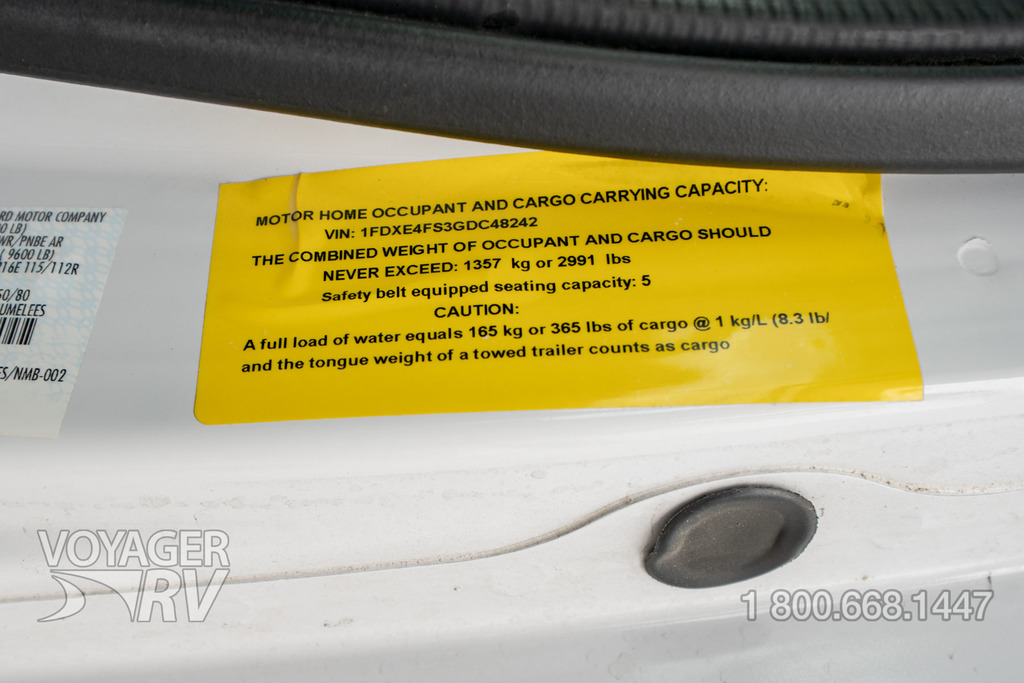 RD MOTOR COMPANY
0 LB)
WR/PNBE AR
( 9600 LB)
R16E 115/112R
50/80
UMELEES
ES/NMB-002
MOTOR HOME OCCUPANT AND CARGO CARRYING CAPACITY:
VIN: 1FDXE4FS3GDC48242
THE COMBINED WEIGHT OF OCCUPANT AND CARGO SHOULD
NEVER EXCEED: 1357 kg or 2991 lbs
Safety belt equipped seating capacity: 5
CAUTION:
A full load of water equals 165 kg or 365 lbs of cargo @ 1 kg/L (8.3 lb/
and the tongue weight of a towed trailer counts as cargo
VOYAGER
RV
1 800.668.1447